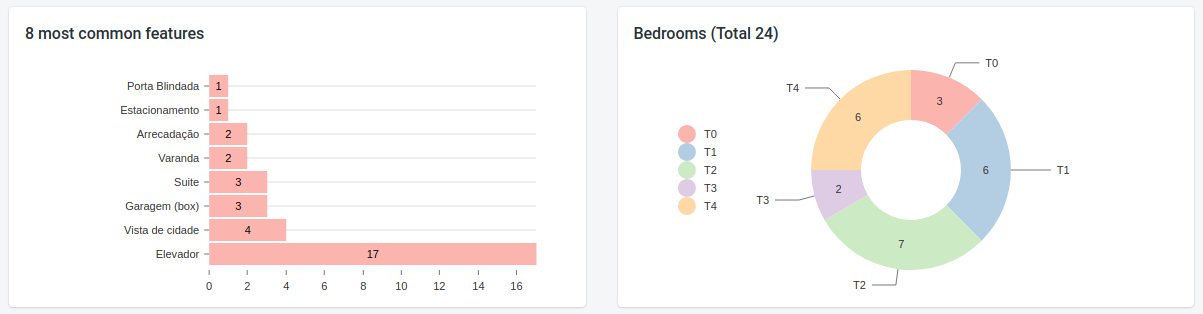 8 most common features
Porta Blindada 1
Estacionamento 1
Arrecadação 2
Varanda 2
Suite 3
Garagem (box) 3
Vista de cidade 4
Elevador 17
0 2 4 6 8 10 12 14 16
Bedrooms (Total 24)
T0
T1
T2
T3
T4
T0
3
T1
6
T2
7
T3
2
T4
6